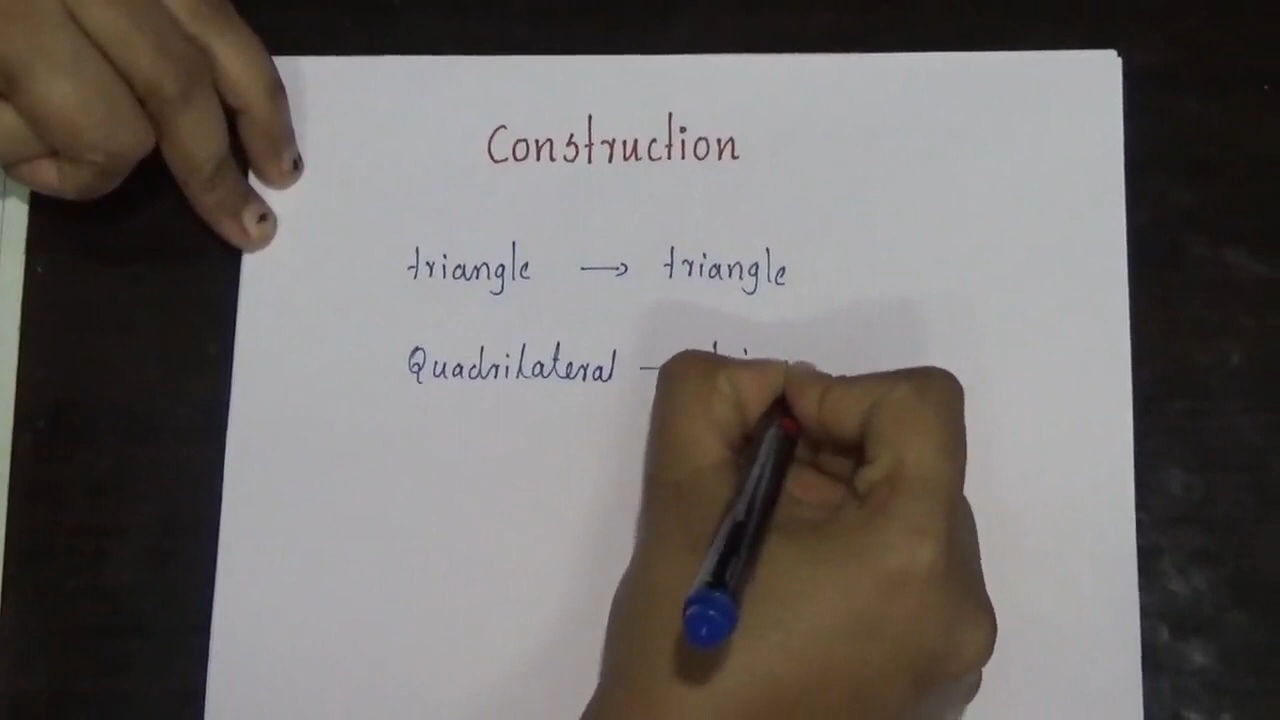 Construction
triangle → triangle
Quadrilateral →